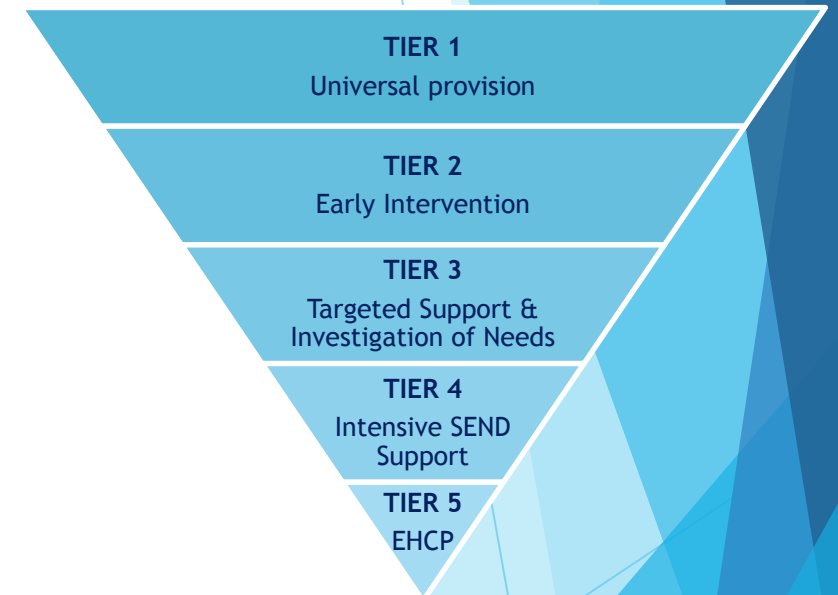 TIER 1
Universal provision
TIER 2
Early Intervention
TIER 3
Targeted Support &
Investigation of Needs
TIER 4
Intensive SEND
Support
TIER 5
EHCP